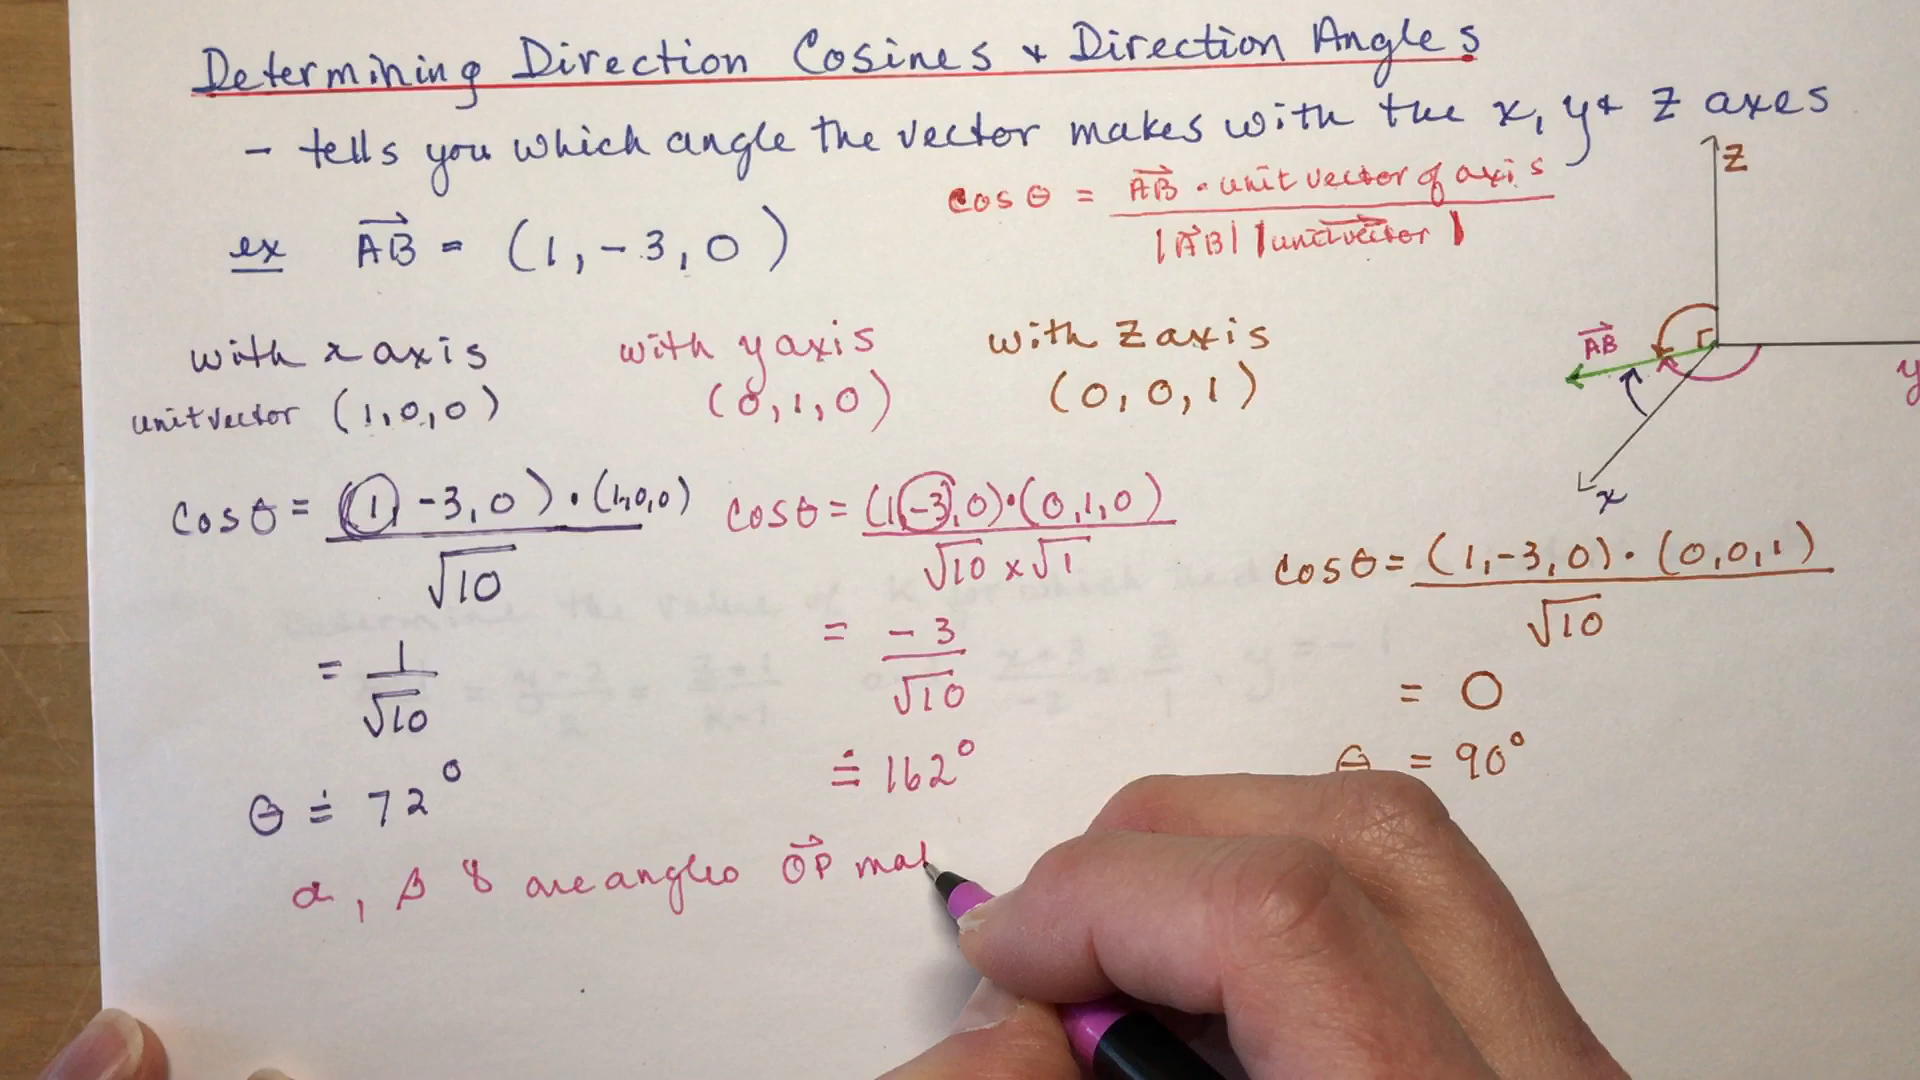 Determining Direction Cosines + Direction Angles
- tells you which angle the vector makes with the x, y + z axes
cos θ = AB · unit vector of axis
|AB| |unit vector|
ex AB = (1, -3, 0)
z
AB
y
x
with x axis
unit vector (1, 0, 0)
with y axis
(0, 1, 0)
with z axis
(0, 0, 1)
cos θ = (1, -3, 0) · (1, 0, 0)
√10
= 1
√10
θ ≐ 72°
cos θ = (1, -3, 0) · (0, 1, 0)
√10 x √1
= -3
√10
≐ 162°
cos θ = (1, -3, 0) · (0, 0, 1)
√10
= 0
θ = 90°
α, β γ are angles OP mak